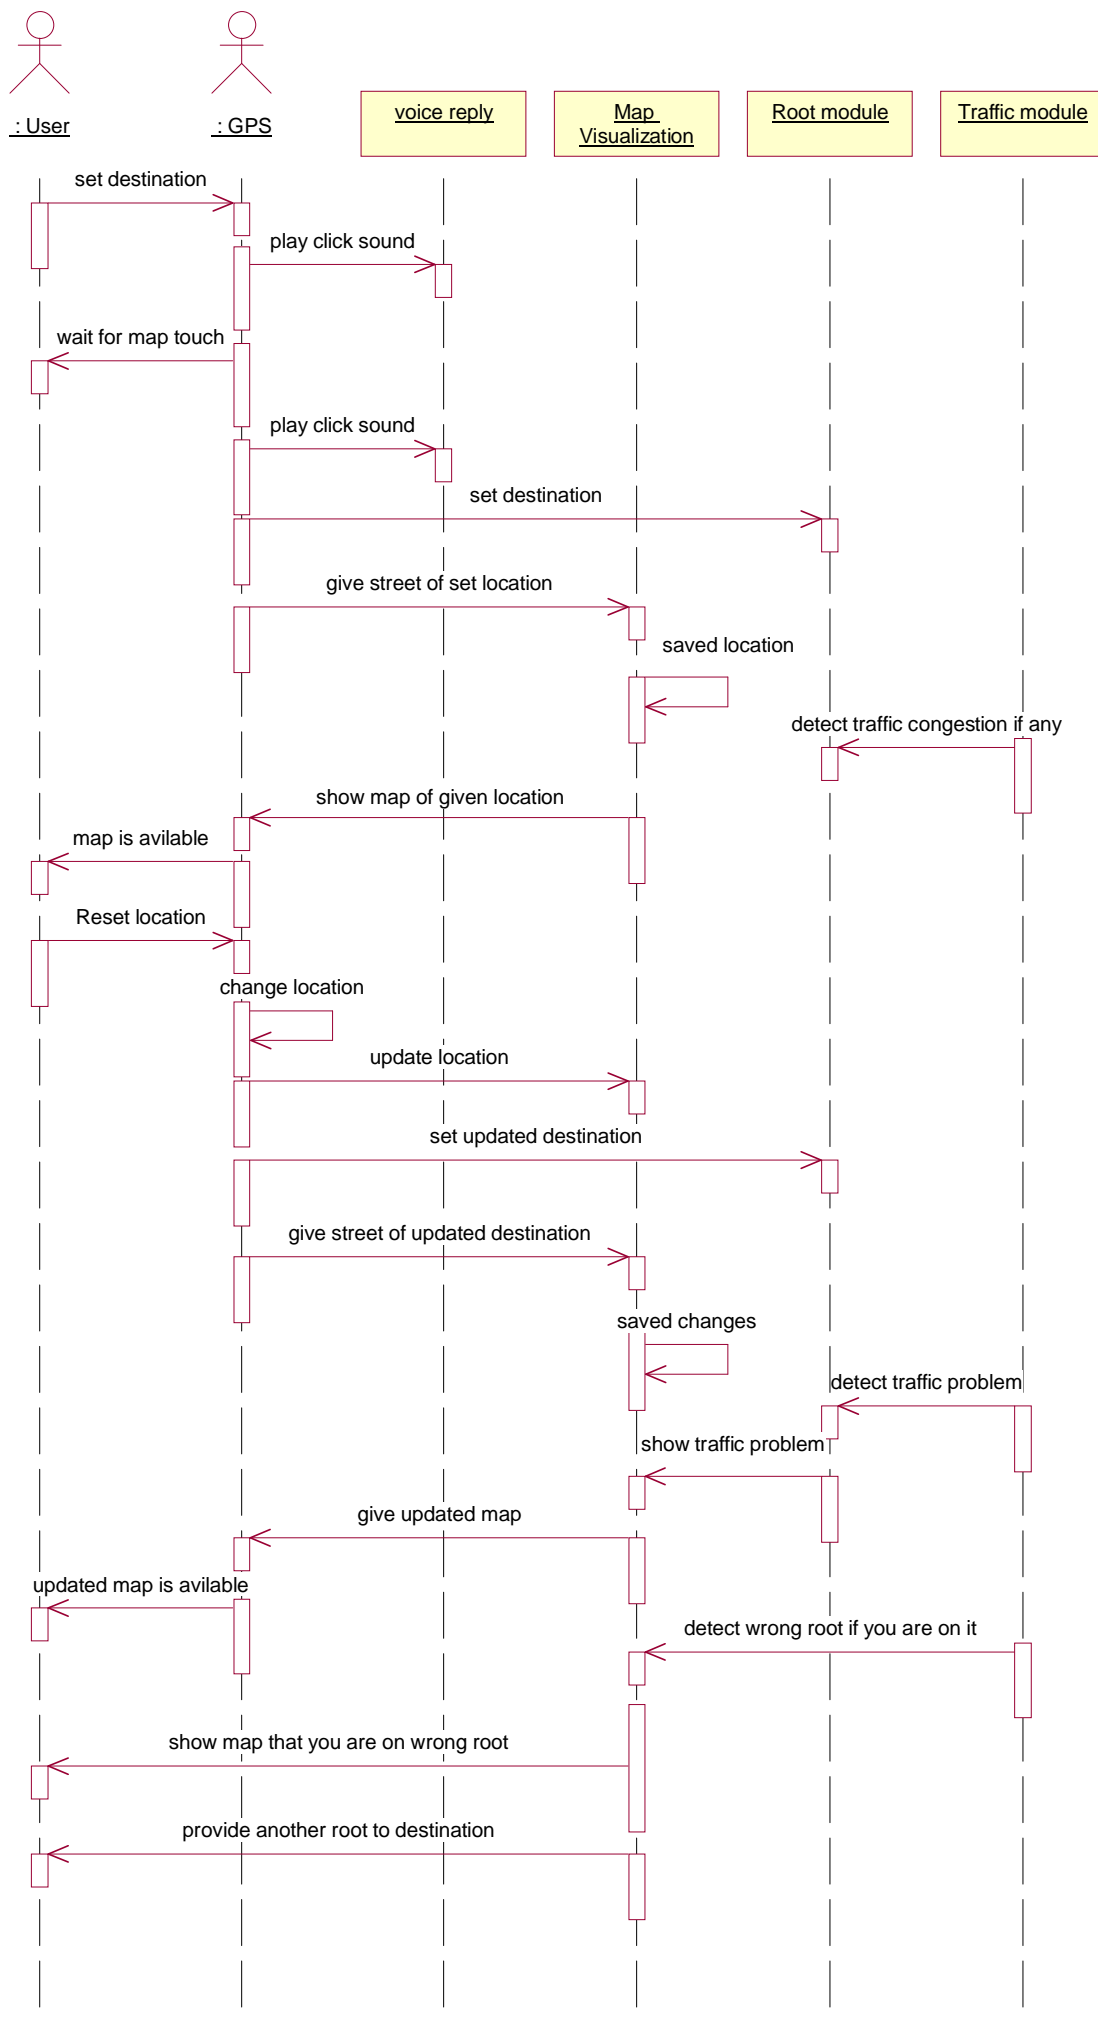 : User
: GPS
voice reply
Map
Visualization
Root module
Traffic module
set destination
play click sound
wait for map touch
play click sound
set destination
give street of set location
saved location
detect traffic congestion if any
show map of given location
map is avilable
Reset location
change location
update location
set updated destination
give street of updated destination
saved changes
detect traffic problem
show traffic problem
give updated map
updated map is avilable
detect wrong root if you are on it
show map that you are on wrong root
provide another root to destination